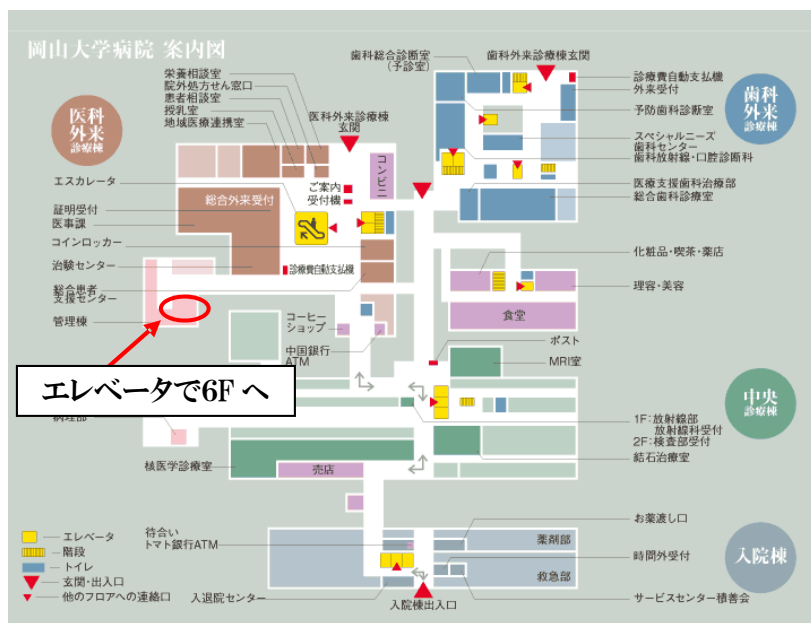 岡山大学病院 案内図
栄養相談室
院外処方せん窓口
患者相談室
授乳室
地域医療連携室
医科
外来
診療棟
エスカレータ
証明受付
医事課
コインロッカー
治験センター
総合患者
支援センター
管理棟
総合外来受付
医科外来診療棟
玄関
ご案内
受付機
コンビニ
診療費自動支払機
コーヒー
ショップ
中国銀行
ATM
歯科総合診断室
(予診室)
歯科外来診療棟玄関
診療費自動支払機
外来受付
歯科
外来
診療棟
予防歯科診断室
スペシャルニーズ
歯科センター
歯科放射線・口腔診断科
医療支援歯科治療部
総合歯科診療室
化粧品・喫茶・薬店
理容・美容
食堂
ポスト
MRI室
エレベータで6F へ
病理部
中央
診療棟
1F:放射線部
放射線科受付
2F:検査部受付
結石治療室
核医学診療室
売店
お薬渡し口
薬剤部
時間外受付
入院棟
救急部
サービスセンター積善会
待合い
トマト銀行ATM
入退院センター
入院棟出入口
エレベータ
階段
トイレ
玄関・出入口
他のフロアへの連絡口